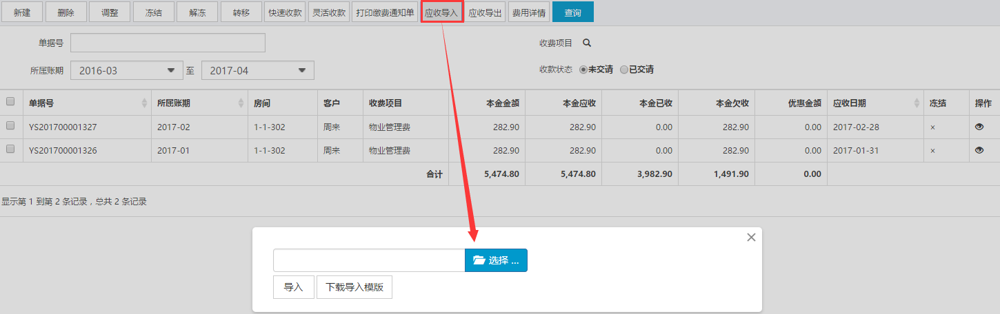 新建 删除 调整 冻结 解冻 转移 快速收款 灵活收款 打印缴费通知单 应收导入 应收导出 费用详情 查询
单据号 收费项目
所属账期 2016-03 至 2017-04 收款状态 未交请 已交请
单据号 所属账期 房间 客户 收费项目 本金金额 本金应收 本金已收 本金欠收 优惠金额 应收日期 冻结 操作
YS201700001327 2017-02 1-1-302 周来 物业管理费 282.90 282.90 0.00 282.90 0.00 2017-02-28 ×
YS201700001326 2017-01 1-1-302 周来 物业管理费 282.90 282.90 0.00 282.90 0.00 2017-01-31 ×
合计 5,474.80 5,474.80 3,982.90 1,491.90 0.00
显示第 1 到第 2 条记录，总共 2 条记录
选择 ...
导入 下载导入模版